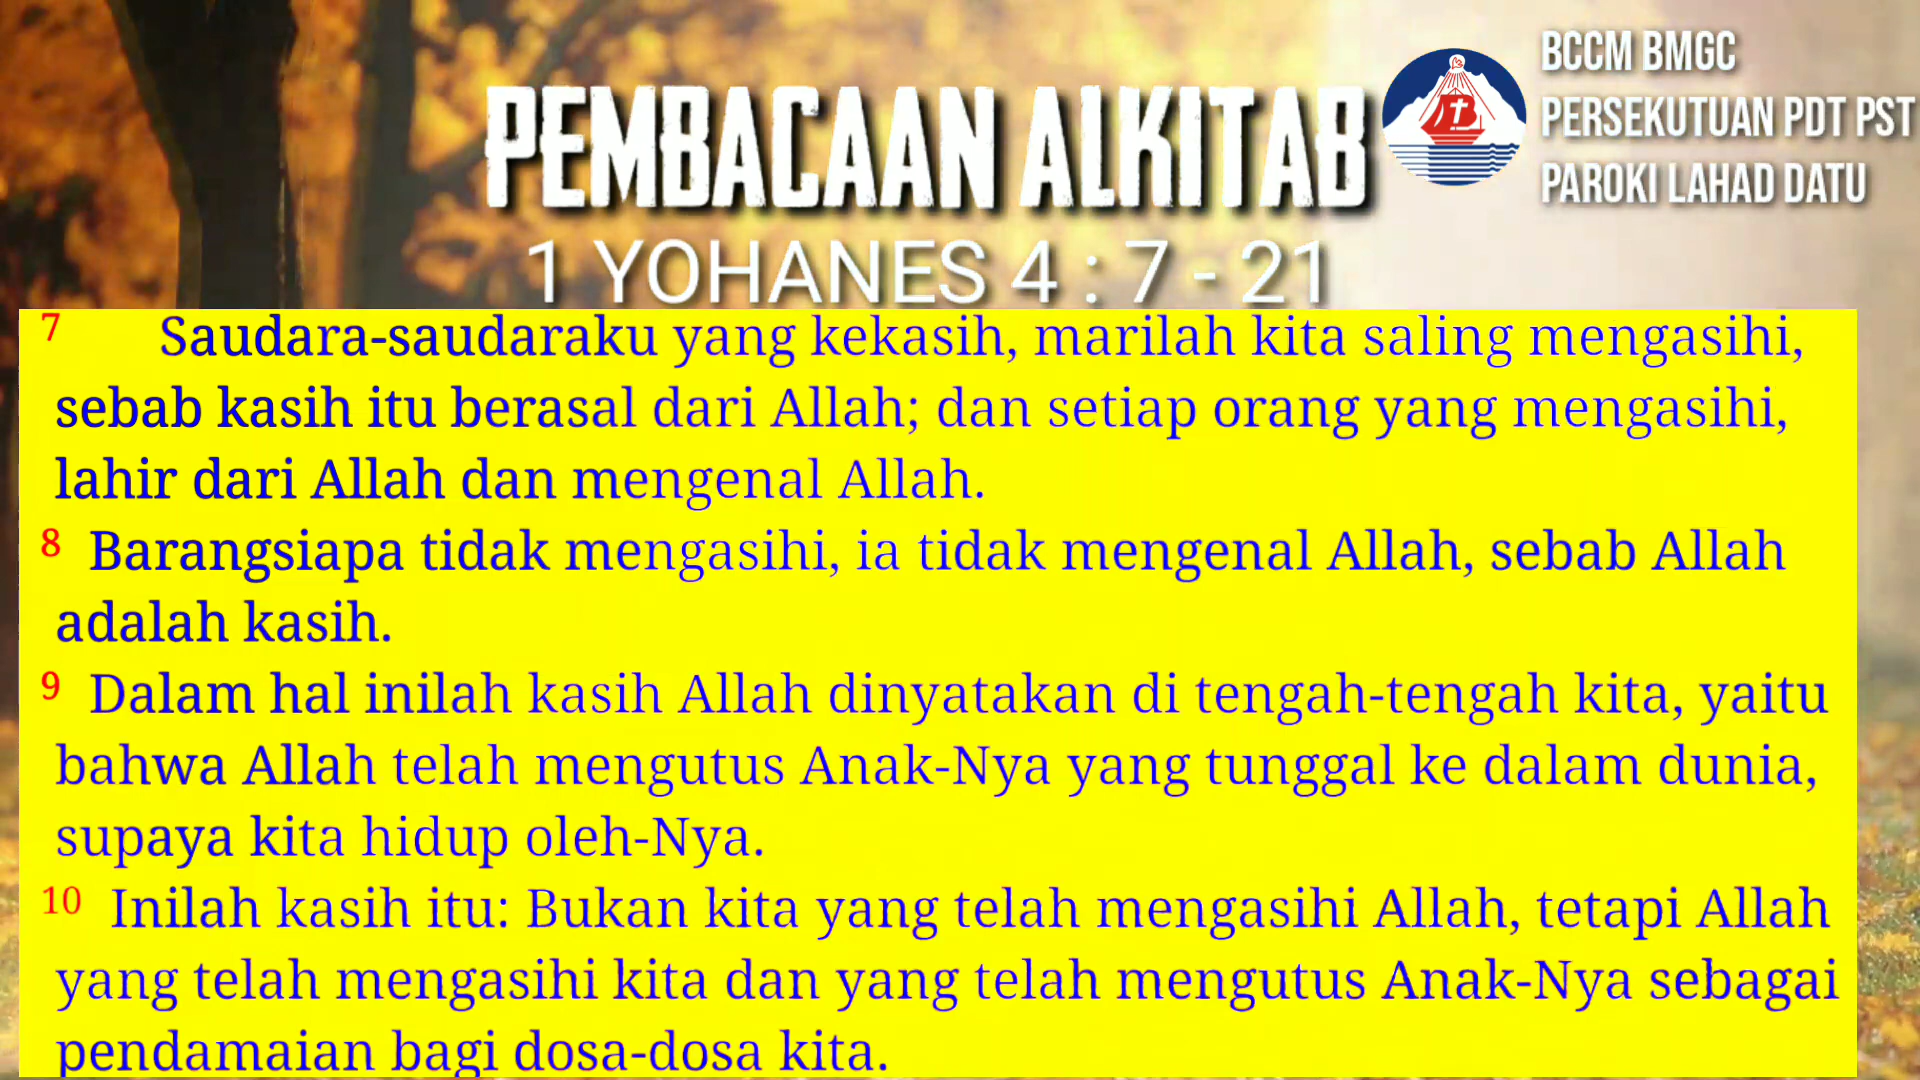 PEMBACAAN ALKITAB
1 YOHANES 4 : 7 - 21
BCCM BMGC
PERSEKUTUAN PDT PST
PAROKI LAHAD DATU
7 Saudara-saudaraku yang kekasih, marilah kita saling mengasihi,
sebab kasih itu berasal dari Allah; dan setiap orang yang mengasihi,
lahir dari Allah dan mengenal Allah.
8 Barangsiapa tidak mengasihi, ia tidak mengenal Allah, sebab Allah
adalah kasih.
9 Dalam hal inilah kasih Allah dinyatakan di tengah-tengah kita, yaitu
bahwa Allah telah mengutus Anak-Nya yang tunggal ke dalam dunia,
supaya kita hidup oleh-Nya.
10 Inilah kasih itu: Bukan kita yang telah mengasihi Allah, tetapi Allah
yang telah mengasihi kita dan yang telah mengutus Anak-Nya sebagai
pendamaian bagi dosa-dosa kita.